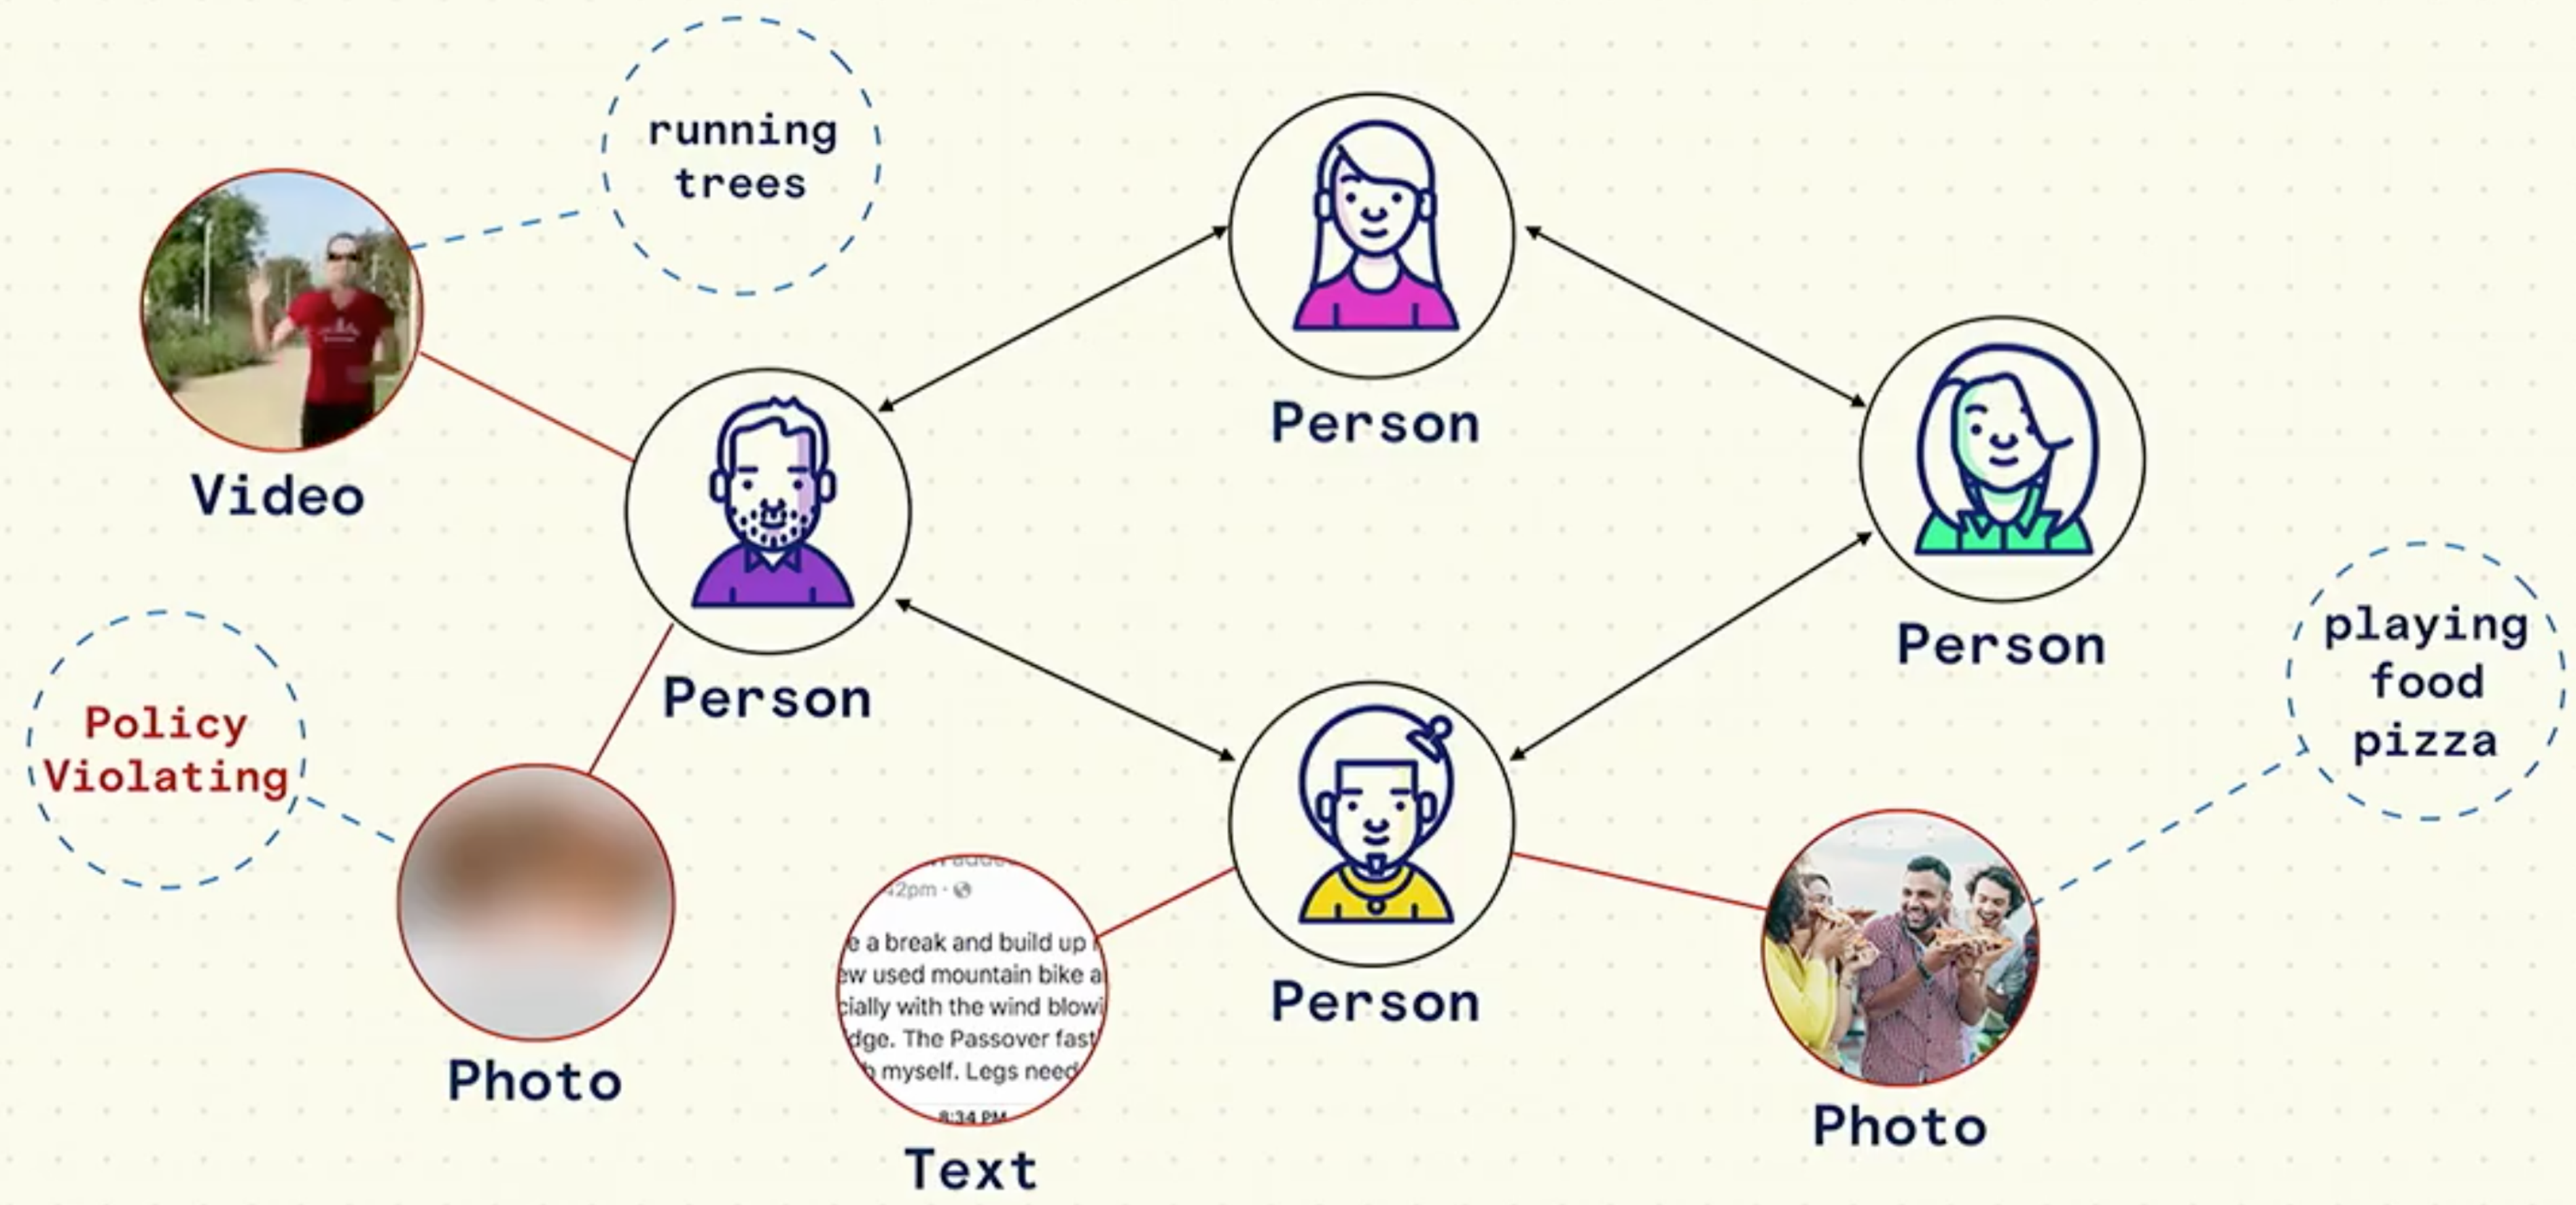 running
trees
Person
Video
Person
Person
playing
food
pizza
Policy
Violating
Photo
42pm
e a break and build up
ew used mountain bike a
cially with the wind blowi
dge. The Passover fast
myself. Legs need
8:34 PM
Text
Person
Photo